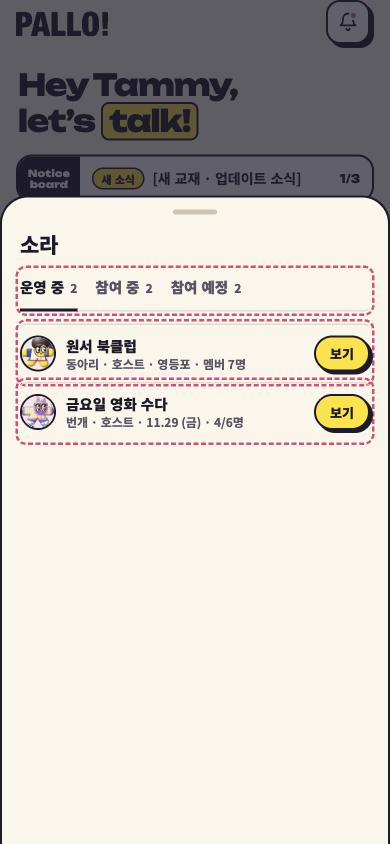 PALLO!
Hey Tammy,
let's talk!
Notice board
새 소식
[새 교재 · 업데이트 소식]
1/3
소라
운영 중 2
참여 중 2
참여 예정 2
원서 북클럽
동아리 · 호스트 · 영등포 · 멤버 7명
보기
금요일 영화 수다
번개 · 호스트 · 11.29 (금) · 4/6명
보기